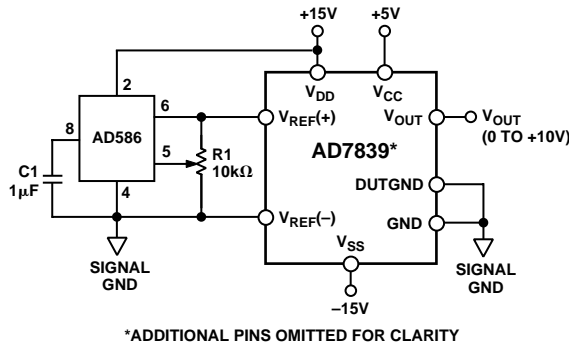 +15V
+5V
2
V_DD
V_CC
6
V_REF(+)
V_OUT
V_OUT
(0 TO +10V)
8
AD586
5
R1
10kΩ
AD7839*
C1
1µF
DUTGND
4
V_REF(–)
GND
V_SS
SIGNAL
GND
SIGNAL
GND
–15V
*ADDITIONAL PINS OMITTED FOR CLARITY